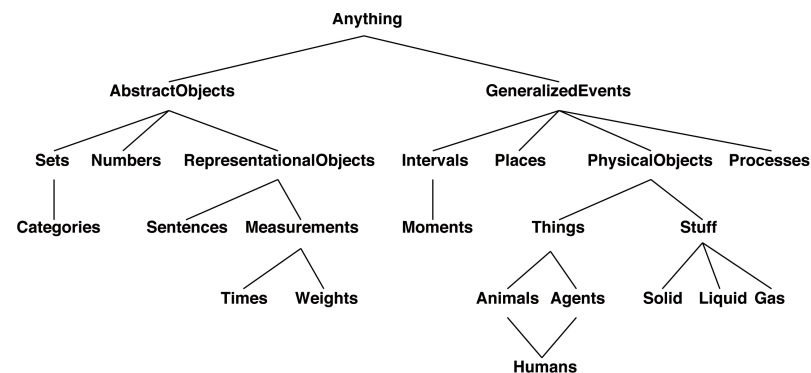 Anything
AbstractObjects GeneralizedEvents
Sets Numbers RepresentationalObjects Intervals Places PhysicalObjects Processes
Categories Sentences Measurements Moments Things Stuff
Times Weights Animals Agents Solid Liquid Gas
Humans